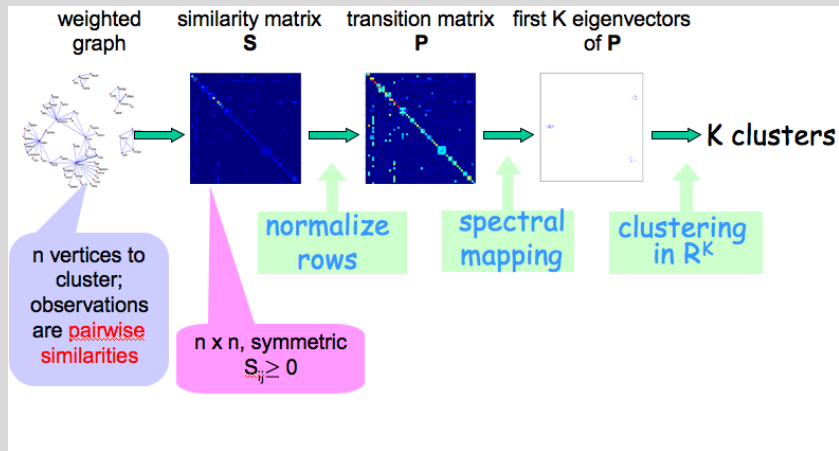 weighted
graph
similarity matrix
S
transition matrix
P
first K eigenvectors
of P
K clusters
normalize
rows
spectral
mapping
clustering
in R^K
n vertices to
cluster;
observations
are pairwise
similarities
n x n, symmetric
S_ij ≥ 0